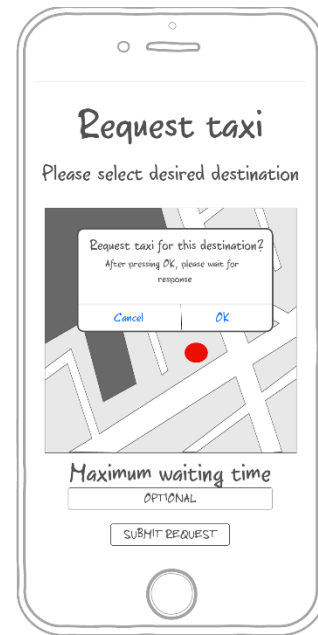 Request taxi
Please select desired destination
Request taxi for this destination?
After pressing OK, please wait for
response
Cancel OK
Maximum waiting time
OPTIONAL
SUBMIT REQUEST